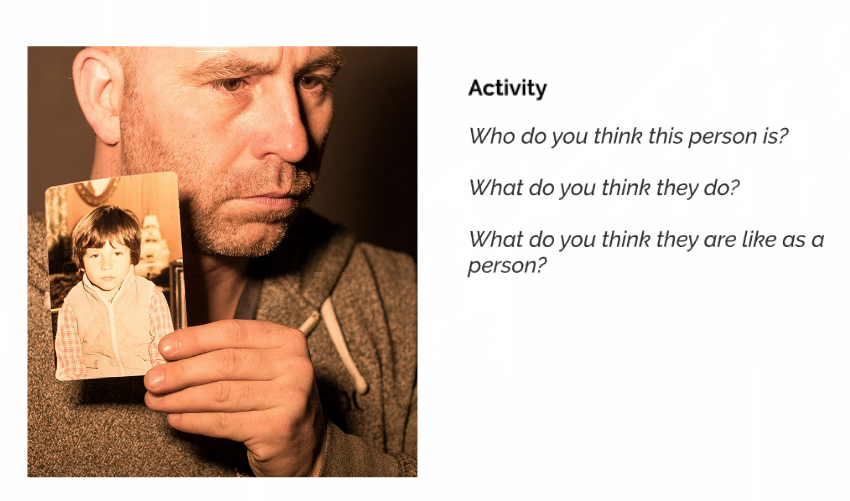 Activity
Who do you think this person is?
What do you think they do?
What do you think they are like as a
person?